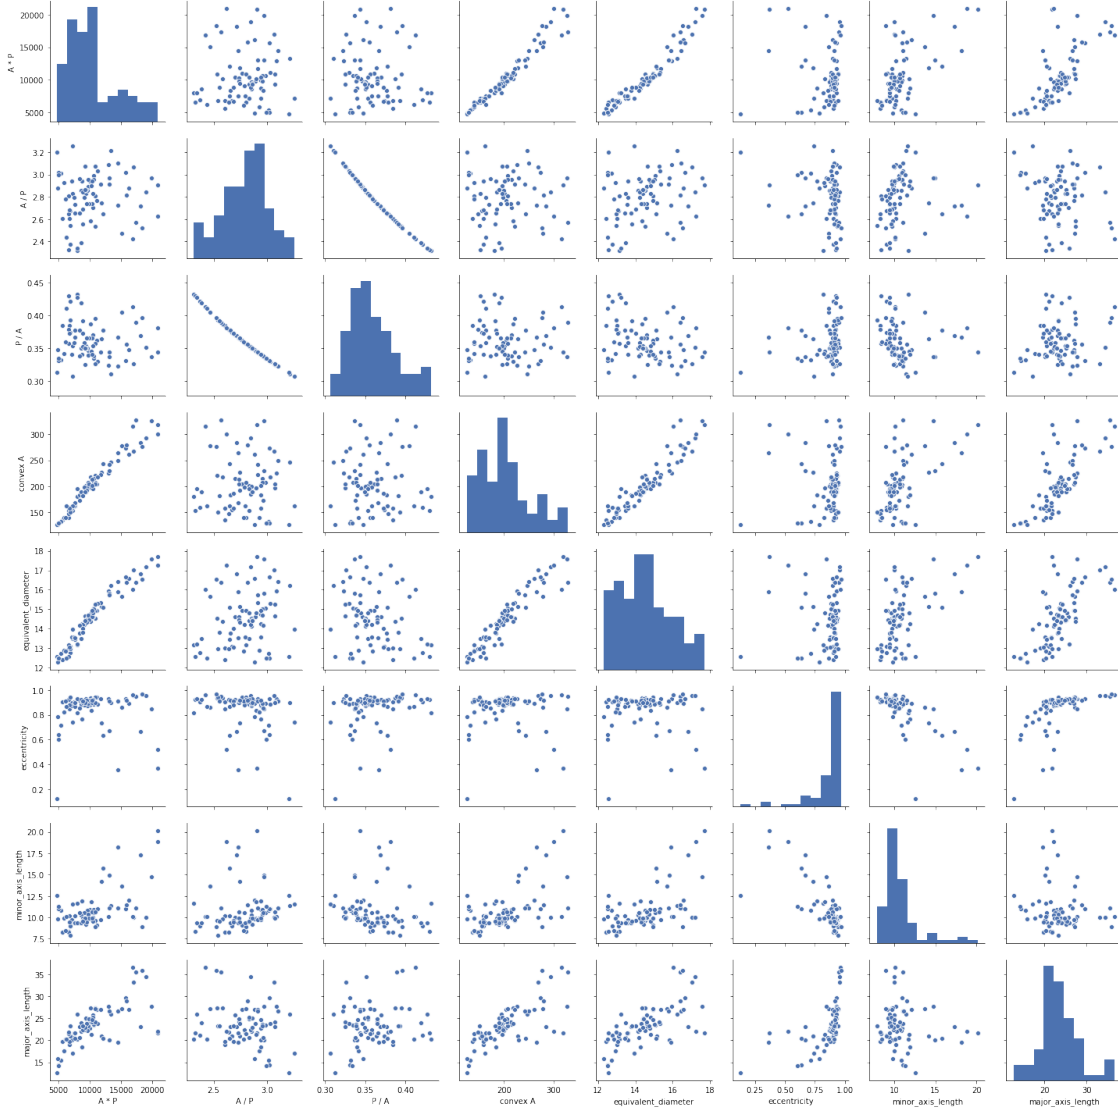 20000
15000
10000
5000
A * P
3.2
3.0
2.8
2.6
2.4
A / P
0.45
0.40
0.35
0.30
P / A
300
250
200
150
convex A
18
17
16
15
14
13
12
equivalent_diameter
1.0
0.8
0.6
0.4
0.2
eccentricity
20.0
17.5
15.0
12.5
10.0
7.5
minor_axis_length
35
30
25
20
15
major_axis_length
5000 10000 15000 20000
A * P
2.5 3.0
A / P
0.30 0.35 0.40
P / A
200 300
convex A
12 14 16 18
equivalent_diameter
0.25 0.50 0.75 1.00
eccentricity
10 15 20
minor_axis_length
20 30
major_axis_length